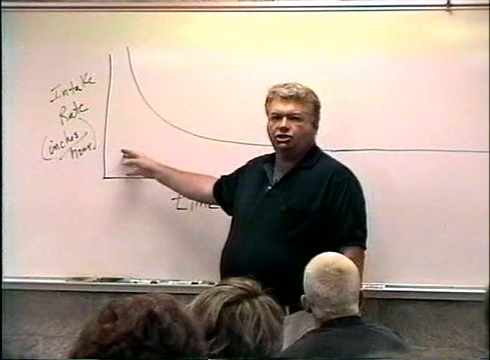 Intake
Rate
(inches/
hour)
time